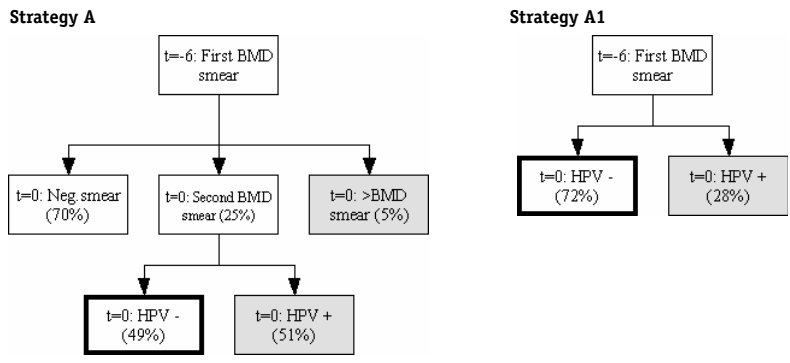 Strategy A
t=-6: First BMD
smear
t=0: Neg. smear
(70%)
t=0: Second BMD
smear (25%)
t=0: >BMD
smear (5%)
t=0: HPV -
(49%)
t=0: HPV +
(51%)
Strategy A1
t=-6: First BMD
smear
t=0: HPV -
(72%)
t=0: HPV +
(28%)